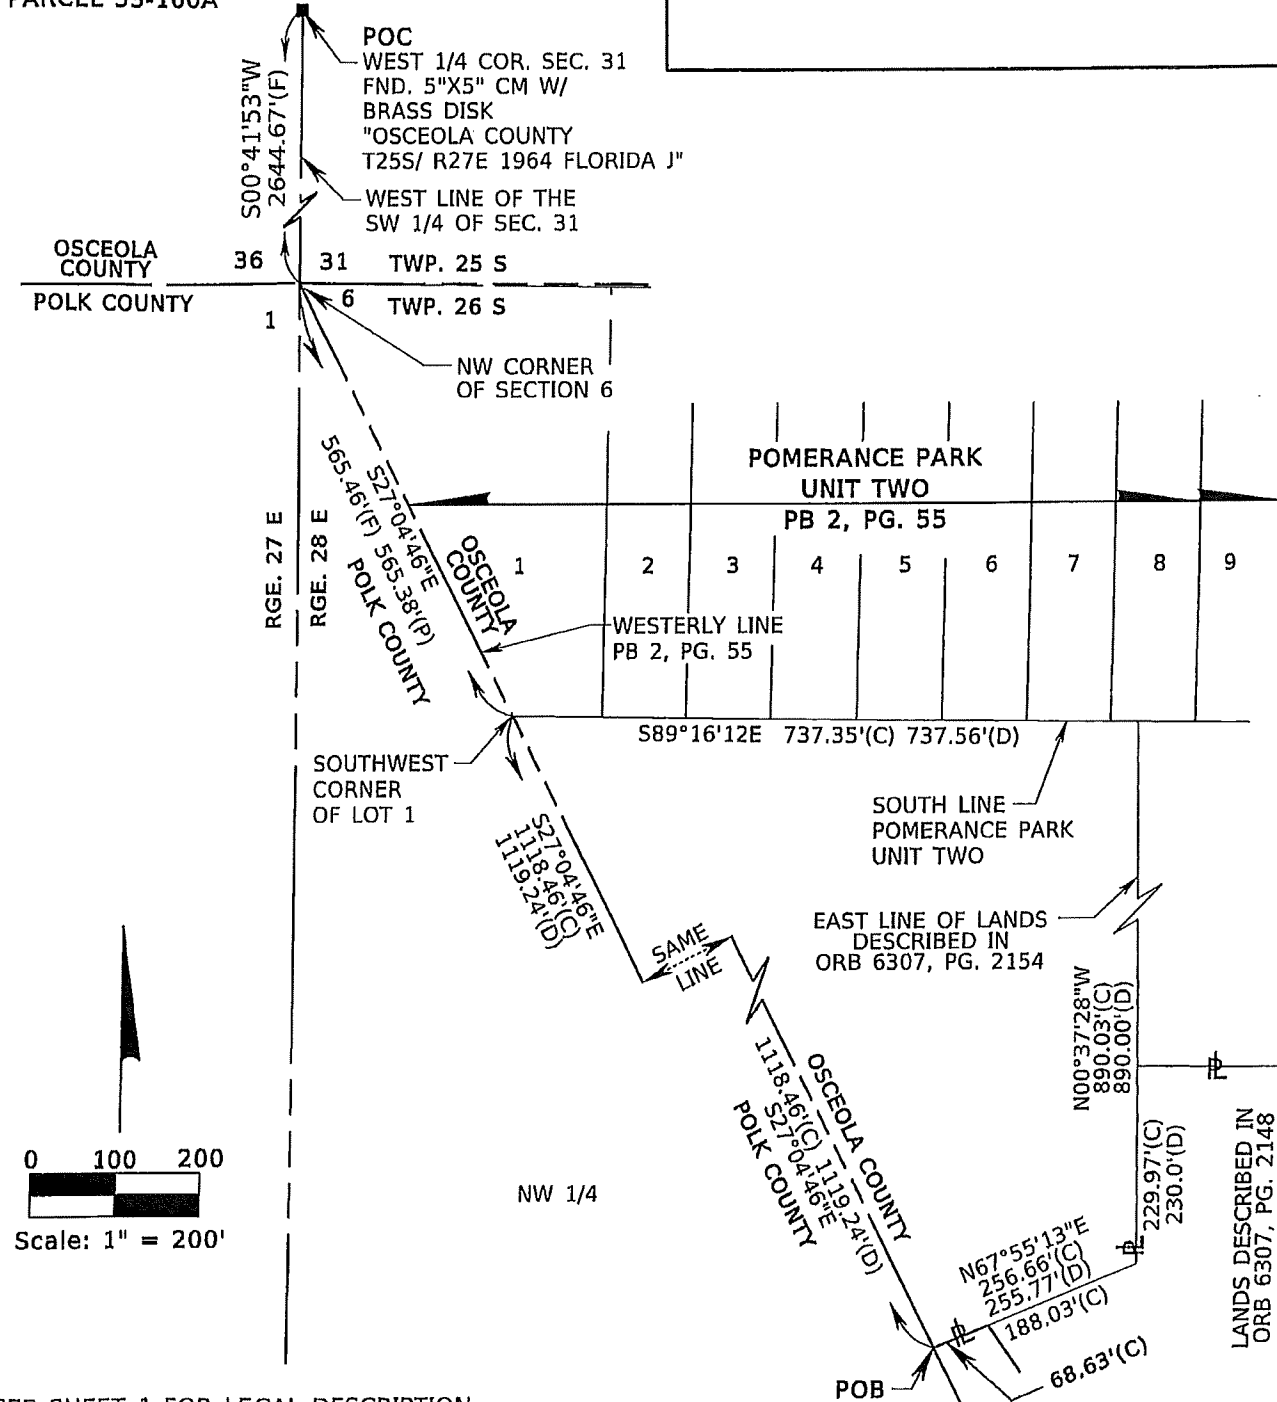 POC
WEST 1/4 COR. SEC. 31
FND. 5"X5" CM W/
BRASS DISK
"OSCEOLA COUNTY
T25S/ R27E 1964 FLORIDA J"
S00°41'53"W
2644.67'(F)
WEST LINE OF THE
SW 1/4 OF SEC. 31
OSCEOLA
COUNTY
36
31
TWP. 25 S
POLK COUNTY
1
6
TWP. 26 S
NW CORNER
OF SECTION 6
RGE. 27 E
RGE. 28 E
S27°04'46"E
565.46'(F) 565.38'(P)
POLK COUNTY
OSCEOLA
COUNTY
POMERANCE PARK
UNIT TWO
PB 2, PG. 55
1
2
3
4
5
6
7
8
9
WESTERLY LINE
PB 2, PG. 55
S89°16'12E 737.35'(C) 737.56'(D)
SOUTHWEST
CORNER
OF LOT 1
SOUTH LINE
POMERANCE PARK
UNIT TWO
S27°04'46"E
1118.46'(C)
1119.24'(D)
SAME
LINE
EAST LINE OF LANDS
DESCRIBED IN
ORB 6307, PG. 2154
N00°37'28"W
890.03'(C)
890.00'(D)
PL
OSCEOLA COUNTY
1118.46'(C) 1119.24'(D)
S27°04'46"E
POLK COUNTY
229.97'(C)
230.0'(D)
LANDS DESCRIBED IN
ORB 6307, PG. 2148
0 100 200
Scale: 1" = 200'
NW 1/4
PL
N67°55'13"E
256.66'(C)
255.77'(D)
188.03'(C)
PL
68.63'(C)
POB